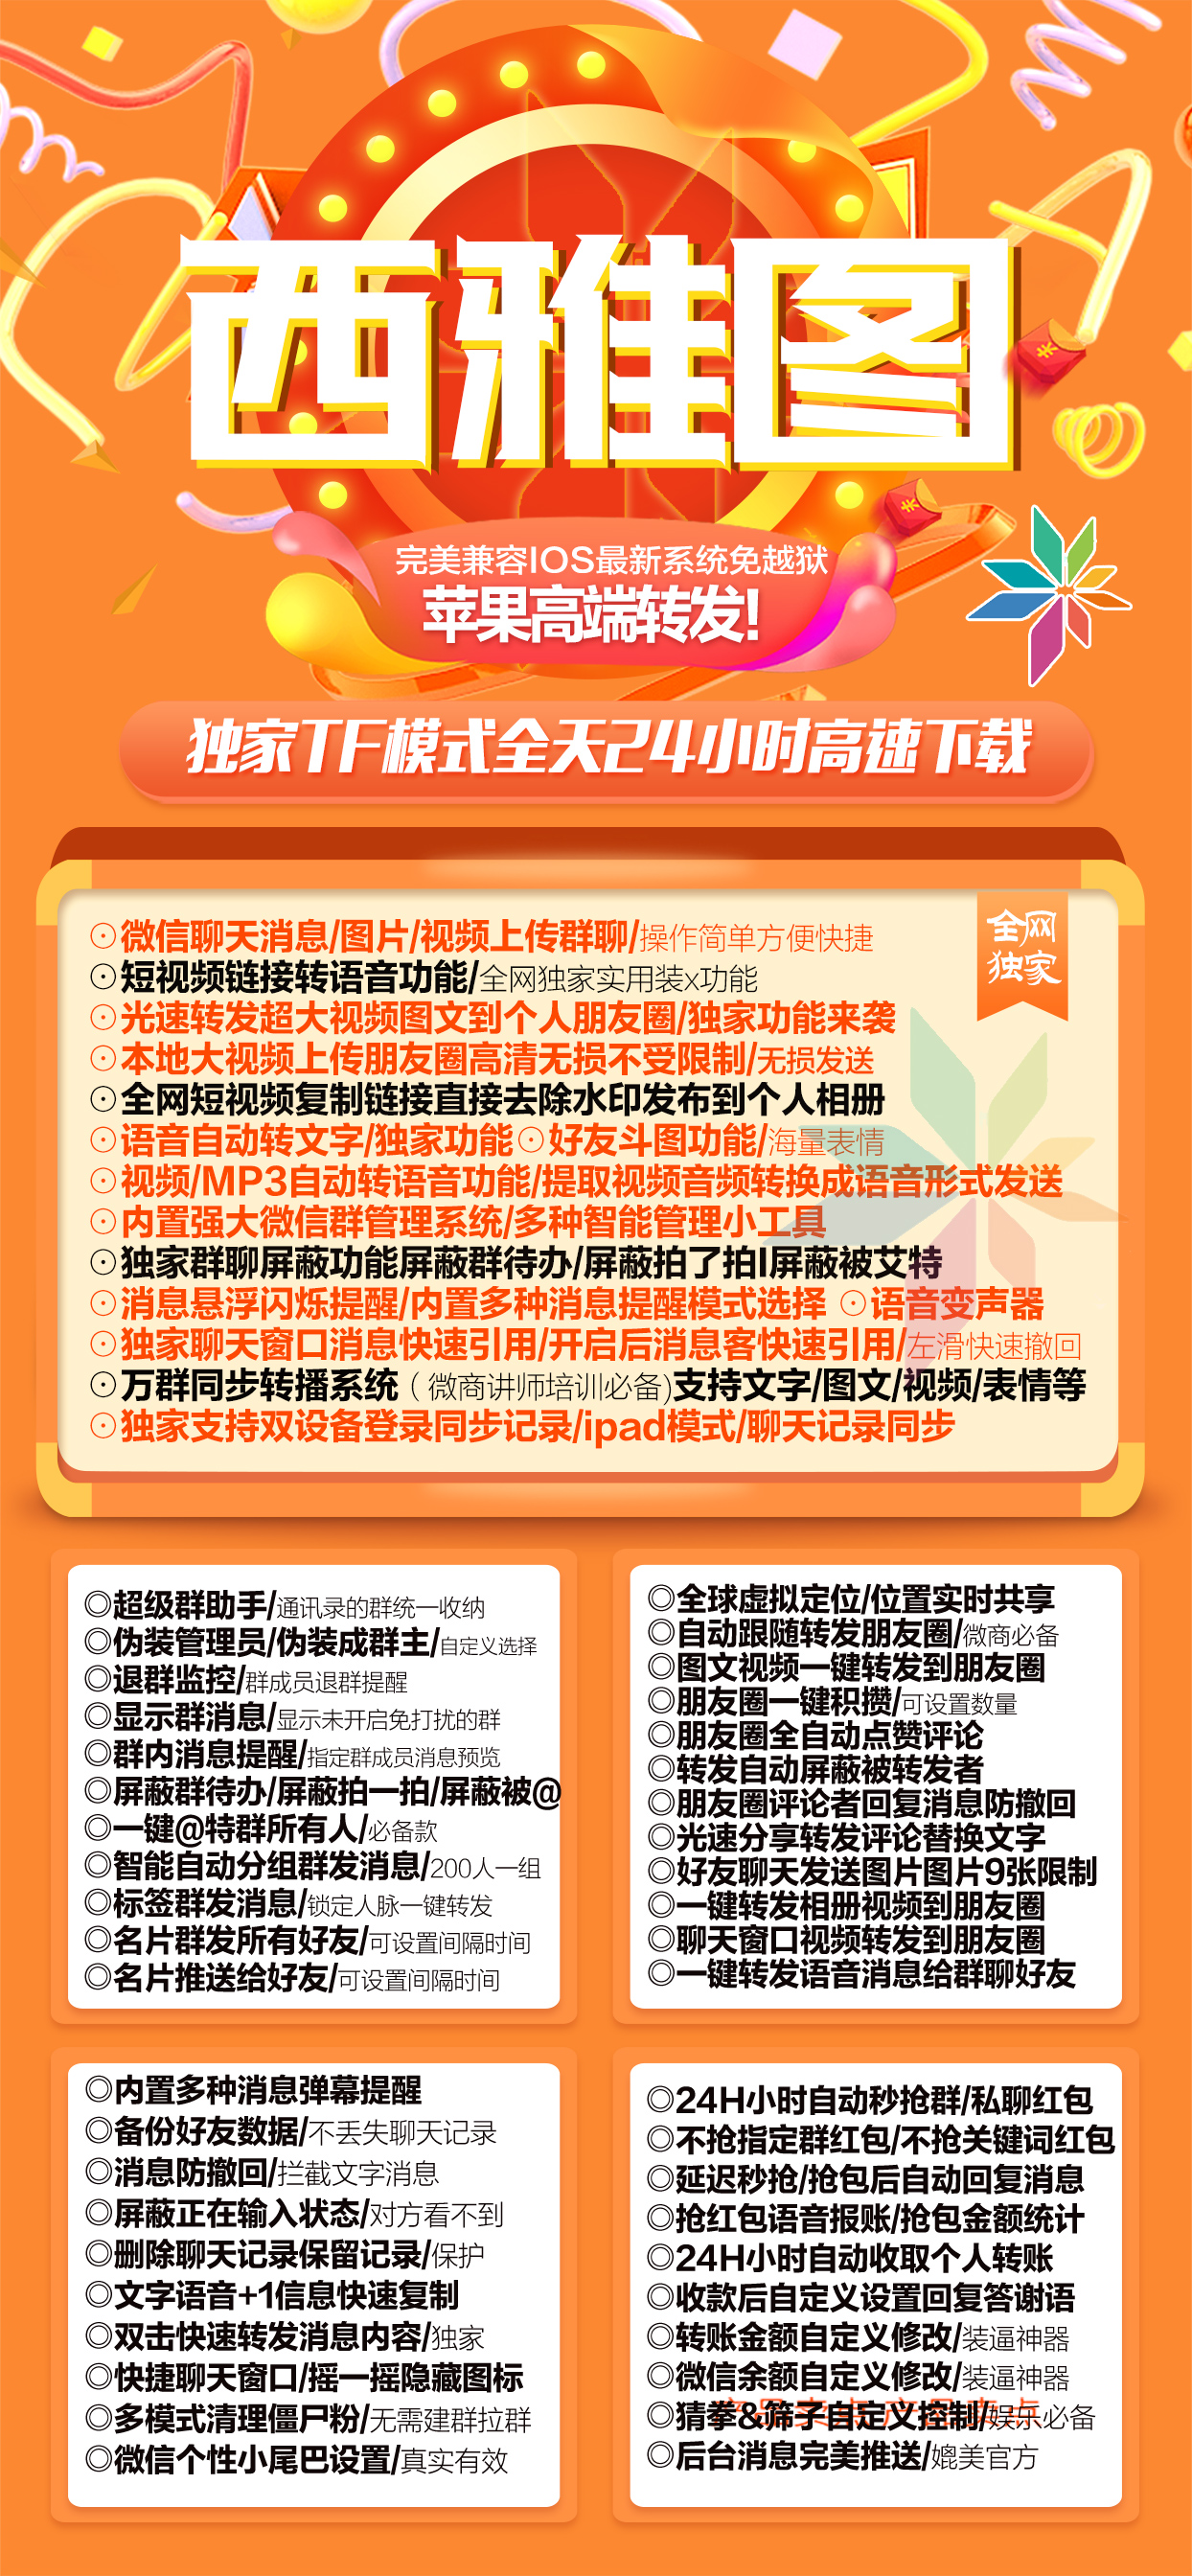 西雅图
完美兼容IOS最新系统免越狱
苹果高端转发!
独家TF模式全天24小时高速下载
全网
独家
⊙微信聊天消息/图片/视频上传群聊/操作简单方便快捷
⊙短视频链接转语音功能/全网独家实用装x功能
⊙光速转发超大视频图文到个人朋友圈/独家功能来袭
⊙本地大视频上传朋友圈高清无损不受限制/无损发送
⊙全网短视频复制链接直接去除水印发布到个人相册
⊙语音自动转文字/独家功能⊙好友斗图功能/海量表情
⊙视频/MP3自动转语音功能/提取视频音频转换成语音形式发送
⊙内置强大微信群管理系统/多种智能管理小工具
⊙独家群聊屏蔽功能屏蔽群待办/屏蔽拍了拍I屏蔽被艾特
⊙消息悬浮闪烁提醒/内置多种消息提醒模式选择 ⊙语音变声器
⊙独家聊天窗口消息快速引用/开启后消息客快速引用/左滑快速撤回
⊙万群同步转播系统（微商讲师培训必备)支持文字/图文/视频/表情等
⊙独家支持双设备登录同步记录/ipad模式/聊天记录同步
◎超级群助手/通讯录的群统一收纳
◎伪装管理员/伪装成群主/自定义选择
◎退群监控/群成员退群提醒
◎显示群消息/显示未开启免打扰的群
◎群内消息提醒/指定群成员消息预览
◎屏蔽群待办/屏蔽拍一拍/屏蔽被@
◎一键@特群所有人/必备款
◎智能自动分组群发消息/200人一组
◎标签群发消息/锁定人脉一键转发
◎名片群发所有好友/可设置间隔时间
◎名片推送给好友/可设置间隔时间
◎全球虚拟定位/位置实时共享
◎自动跟随转发朋友圈/微商必备
◎图文视频一键转发到朋友圈
◎朋友圈一键积攒/可设置数量
◎朋友圈全自动点赞评论
◎转发自动屏蔽被转发者
◎朋友圈评论者回复消息防撤回
◎光速分享转发评论替换文字
◎好友聊天发送图片图片9张限制
◎一键转发相册视频到朋友圈
◎聊天窗口视频转发到朋友圈
◎一键转发语音消息给群聊好友
◎内置多种消息弹幕提醒
◎备份好友数据/不丢失聊天记录
◎消息防撤回/拦截文字消息
◎屏蔽正在输入状态/对方看不到
◎删除聊天记录保留记录/保护
◎文字语音+1信息快速复制
◎双击快速转发消息内容/独家
◎快捷聊天窗口/摇一摇隐藏图标
◎多模式清理僵尸粉/无需建群拉群
◎微信个性小尾巴设置/真实有效
◎24H小时自动秒抢群/私聊红包
◎不抢指定群红包/不抢关键词红包
◎延迟秒抢/抢包后自动回复消息
◎抢红包语音报账/抢包金额统计
◎24H小时自动收取个人转账
◎收款后自定义设置回复答谢语
◎转账金额自定义修改/装逼神器
◎微信余额自定义修改/装逼神器
◎猜拳&筛子自定义控制/娱乐必备
◎后台消息完美推送/媲美官方